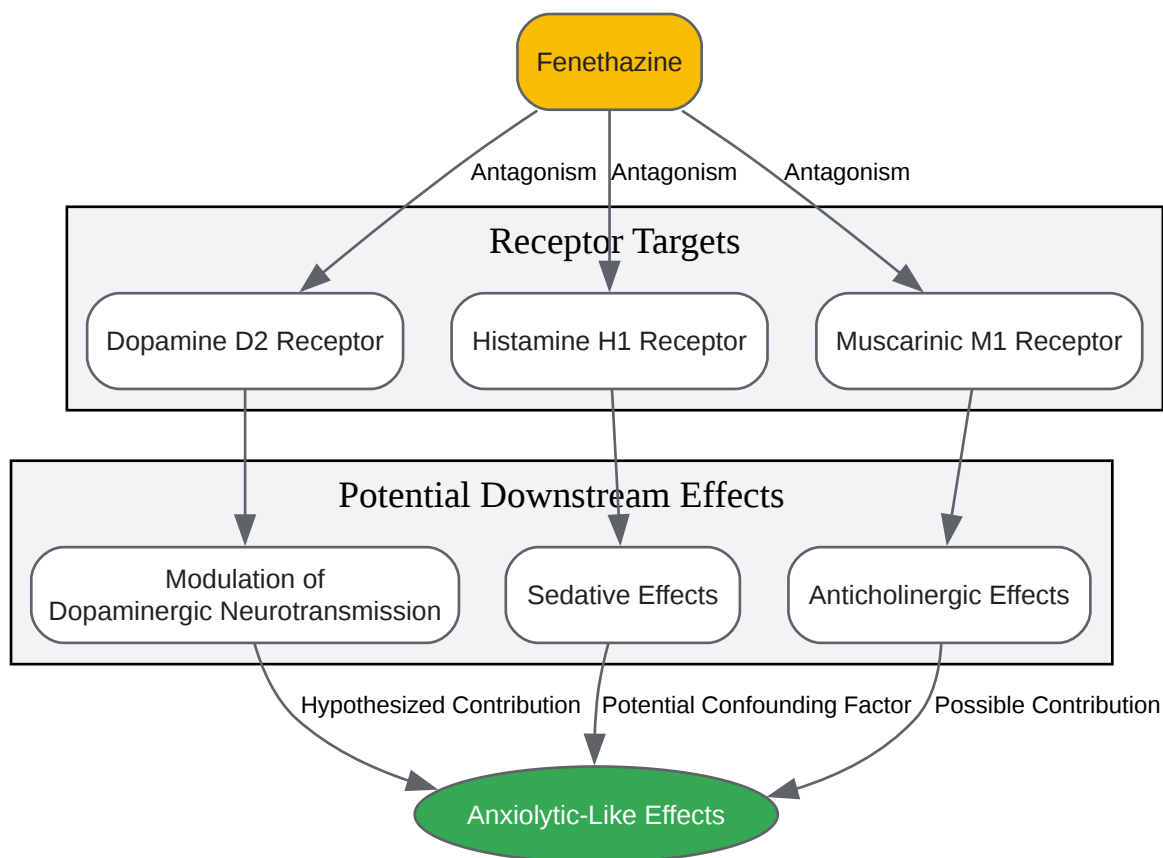 Fenethazine
Antagonism
Antagonism
Antagonism
Receptor Targets
Dopamine D2 Receptor
Histamine H1 Receptor
Muscarinic M1 Receptor
Potential Downstream Effects
Modulation of
Dopaminergic Neurotransmission
Sedative Effects
Anticholinergic Effects
Hypothesized Contribution
Potential Confounding Factor
Possible Contribution
Anxiolytic-Like Effects